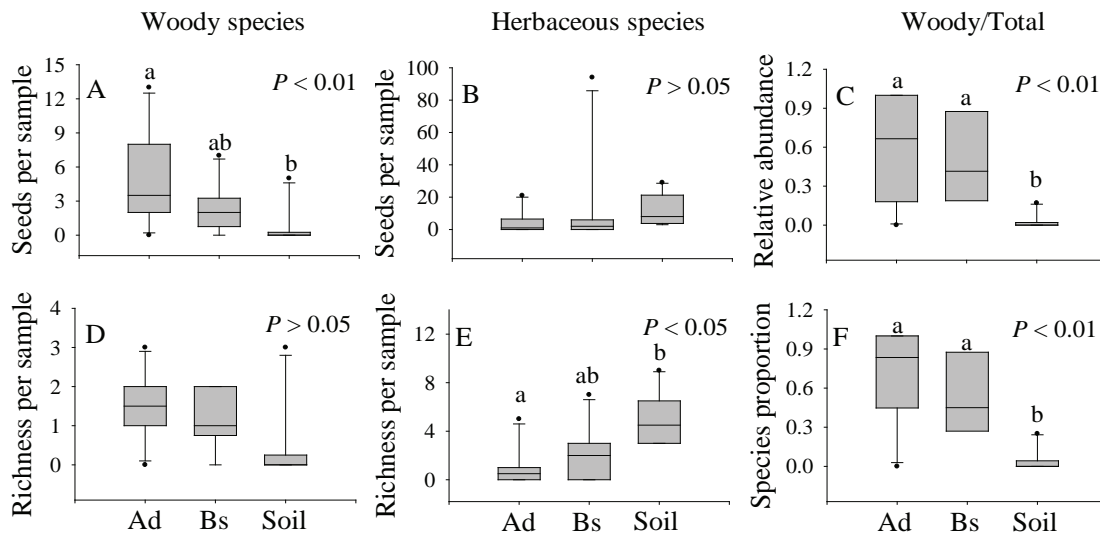 Woody species
Herbaceous species
Woody/Total
Seeds per sample
15
12
9
6
3
0
A
a
ab
b
P < 0.01
Seeds per sample
100
80
60
40
20
0
B
P > 0.05
Relative abundance
1.2
0.9
0.6
0.3
0.0
C
a
a
b
P < 0.01
Richness per sample
4
3
2
1
0
D
P > 0.05
Ad Bs Soil
Richness per sample
12
8
4
0
E
a
ab
b
P < 0.05
Ad Bs Soil
Species proportion
1.2
0.9
0.6
0.3
0.0
F
a
a
b
P < 0.01
Ad Bs Soil